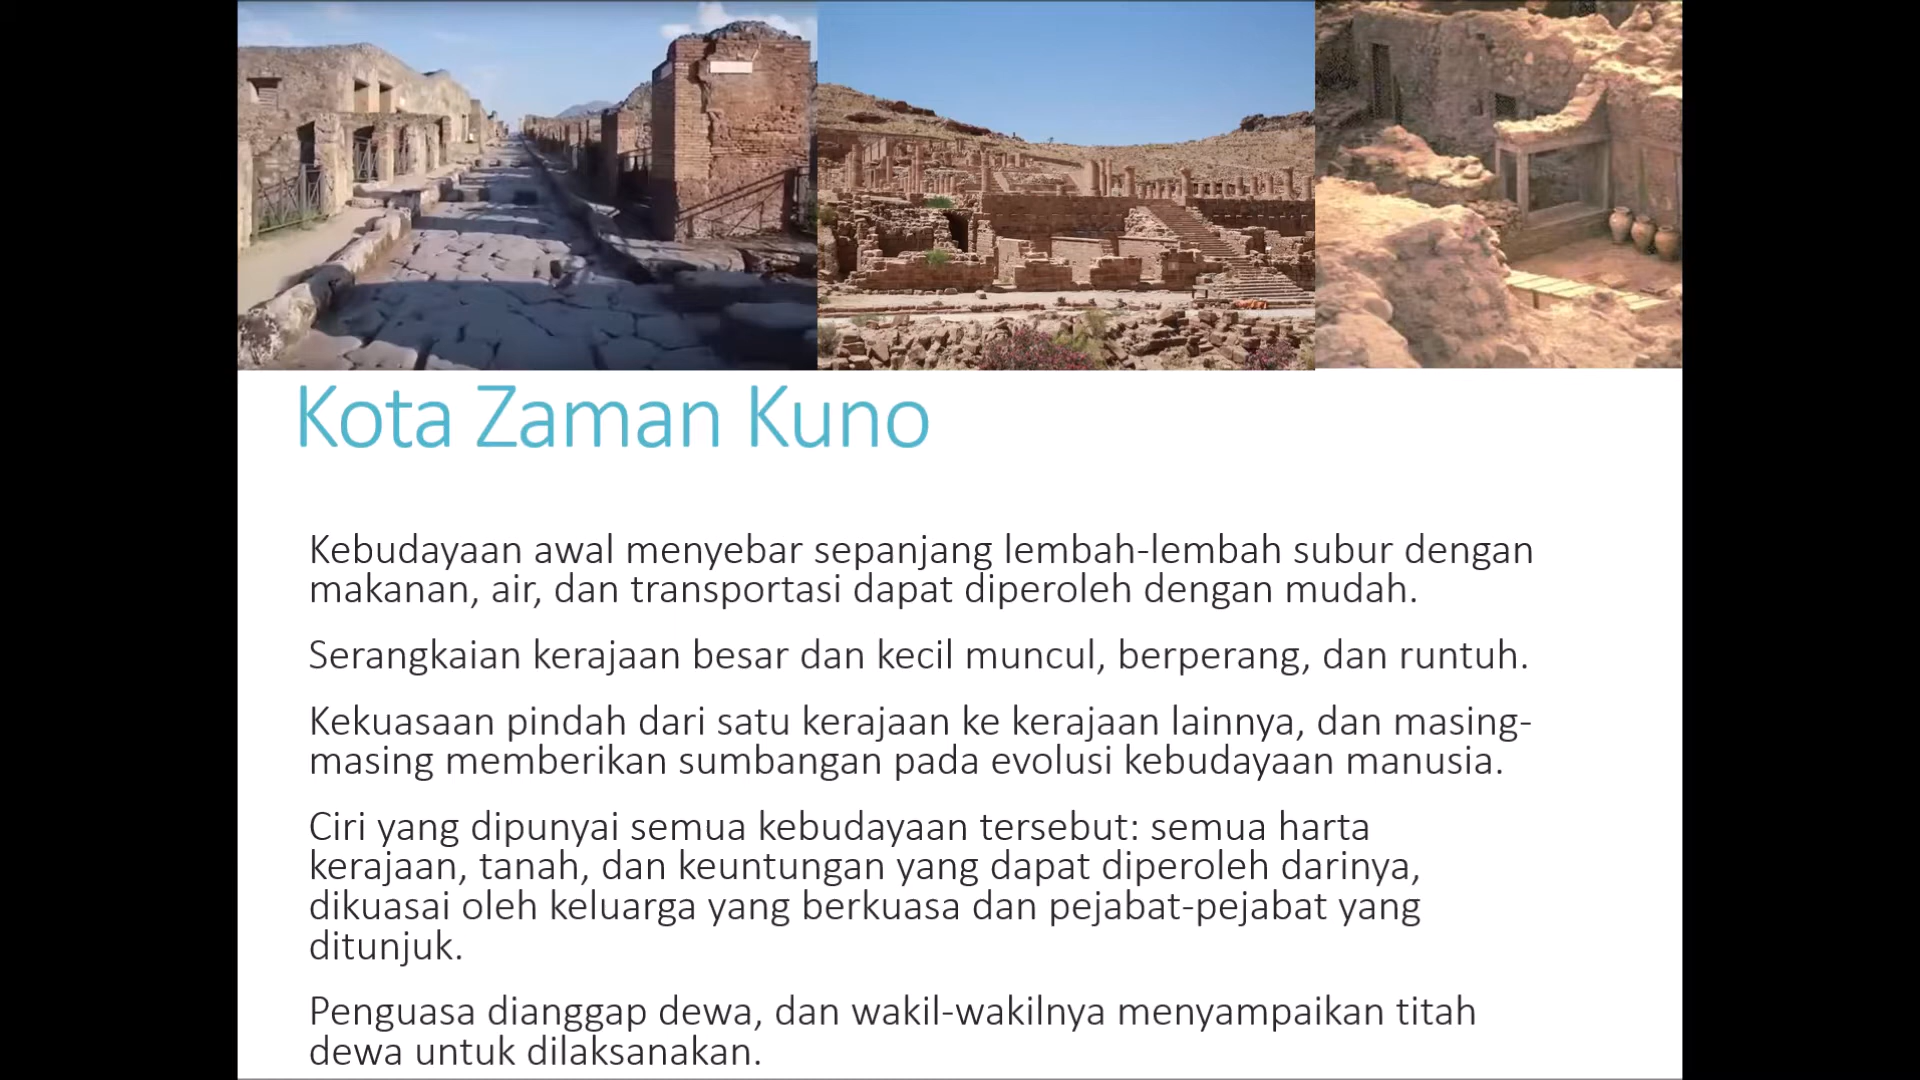 Kota Zaman Kuno
Kebudayaan awal menyebar sepanjang lembah-lembah subur dengan
makanan, air, dan transportasi dapat diperoleh dengan mudah.
Serangkaian kerajaan besar dan kecil muncul, berperang, dan runtuh.
Kekuasaan pindah dari satu kerajaan ke kerajaan lainnya, dan masing-
masing memberikan sumbangan pada evolusi kebudayaan manusia.
Ciri yang dipunyai semua kebudayaan tersebut: semua harta
kerajaan, tanah, dan keuntungan yang dapat diperoleh darinya,
dikuasai oleh keluarga yang berkuasa dan pejabat-pejabat yang
ditunjuk.
Penguasa dianggap dewa, dan wakil-wakilnya menyampaikan titah
dewa untuk dilaksanakan.